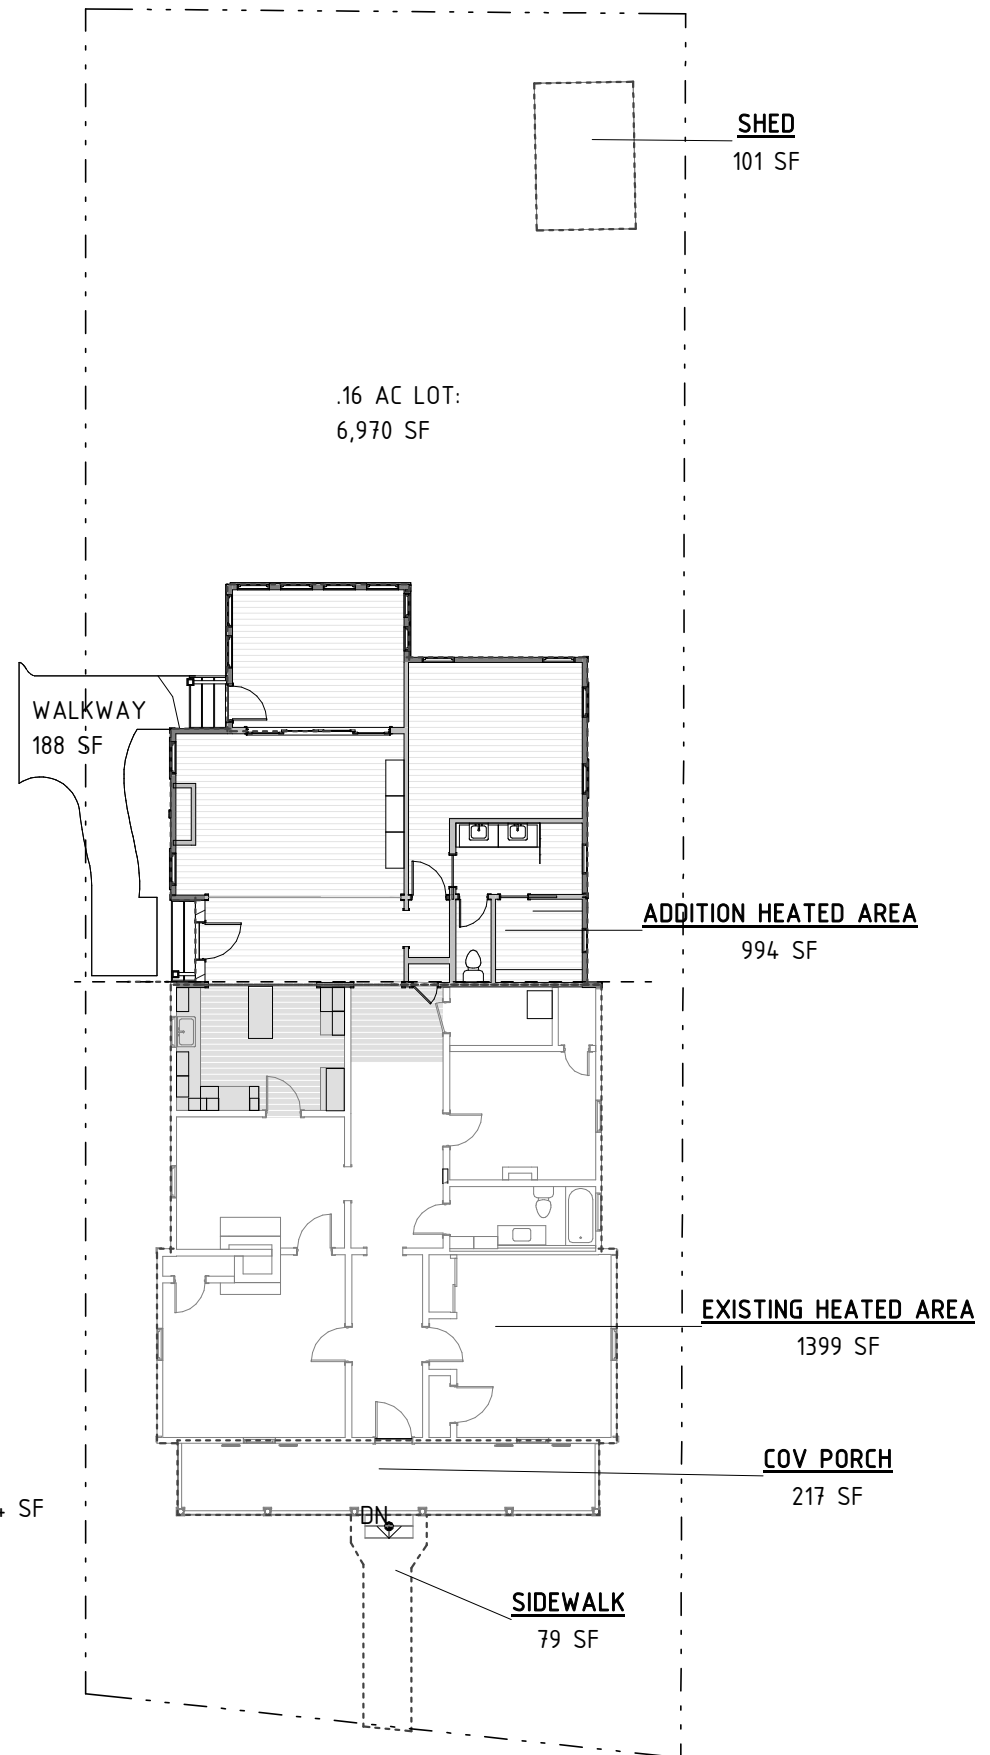 SHED
101 SF
.16 AC LOT:
6,970 SF
WALKWAY
188 SF
ADDITION HEATED AREA
994 SF
EXISTING HEATED AREA
1399 SF
COV PORCH
217 SF
SF
DN
SIDEWALK
79 SF